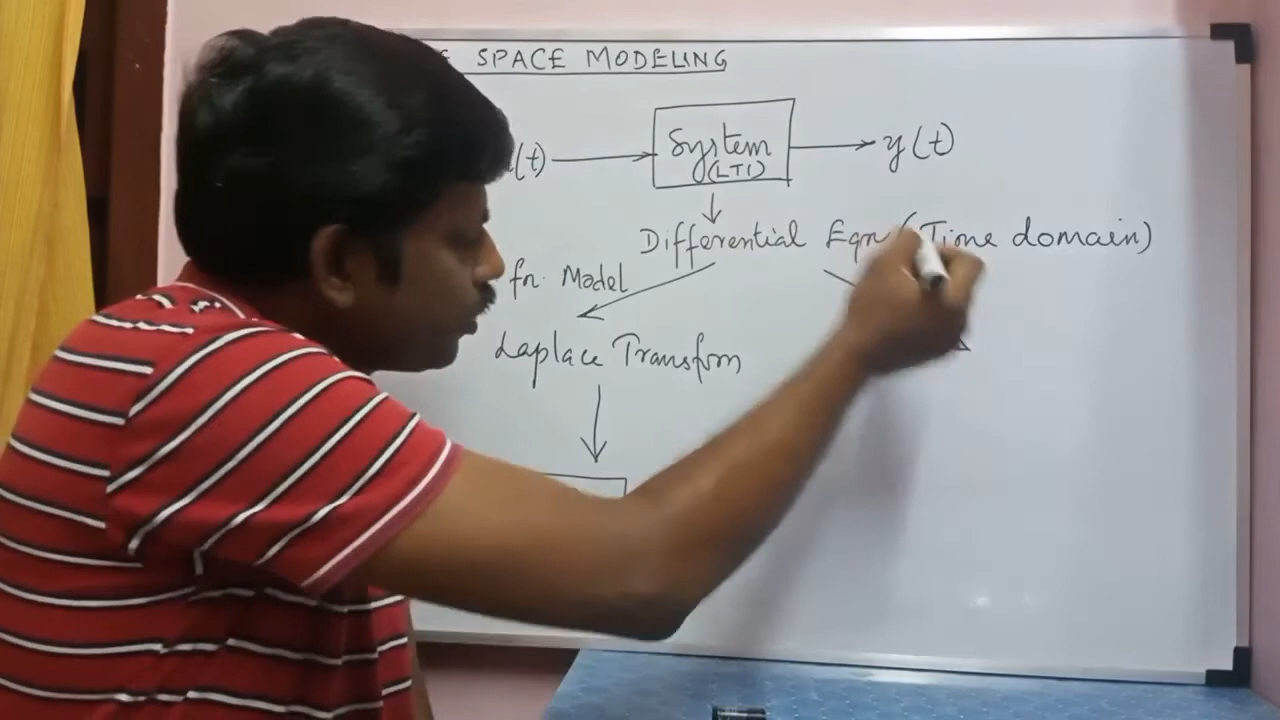 SPACE MODELING
(t) System y(t)
(LTI)
Differential Eqn (Time domain)
fn. Model
Laplace Transform